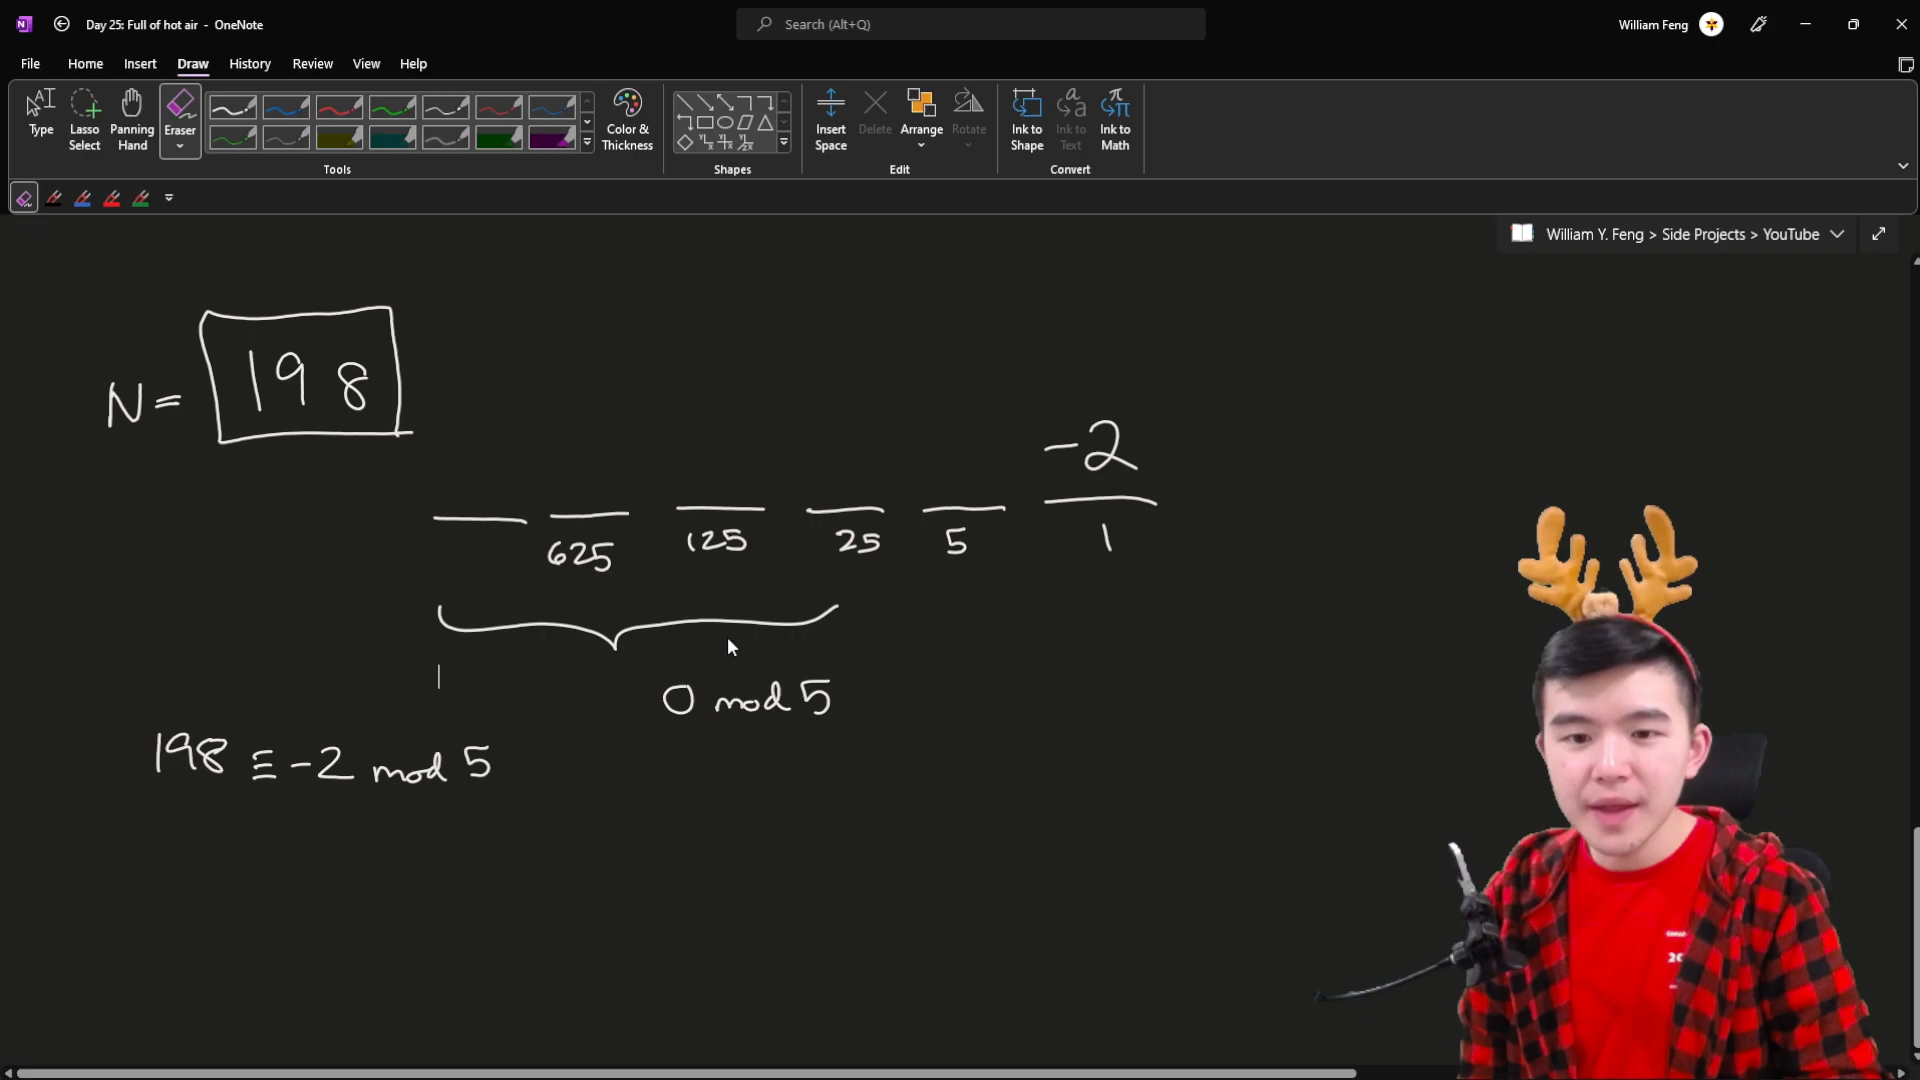 Day 25: Full of hot air - OneNote
Search (Alt+Q)
William Feng
File Home Insert Draw History Review View Help
Type
Lasso Select
Panning Hand
Eraser
Color & Thickness
Insert Space
Delete
Arrange
Rotate
Ink to Shape
Ink to Text
Ink to Math
Tools
Shapes
Edit
Convert
William Y. Feng > Side Projects > YouTube
N = 198
-2
625 125 25 5 1
0 mod 5
198 ≡ -2 mod 5